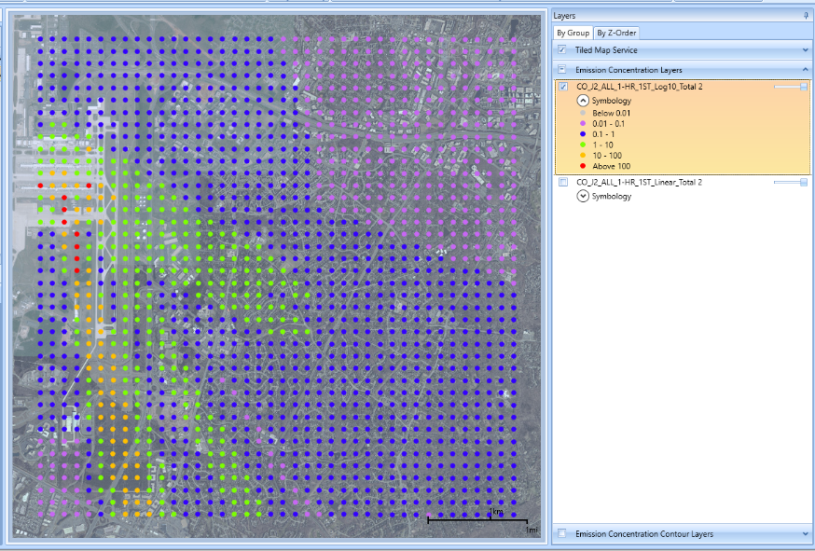 Layers
By Group By Z-Order
Tiled Map Service
Emission Concentration Layers
CO_J2_ALL_1-HR_1ST_Log10_Total 2
Symbology
Below 0.01
0.01 - 0.1
0.1 - 1
1 - 10
10 - 100
Above 100
CO_J2_ALL_1-HR_1ST_Linear_Total 2
Symbology
1km
1mi
Emission Concentration Contour Layers